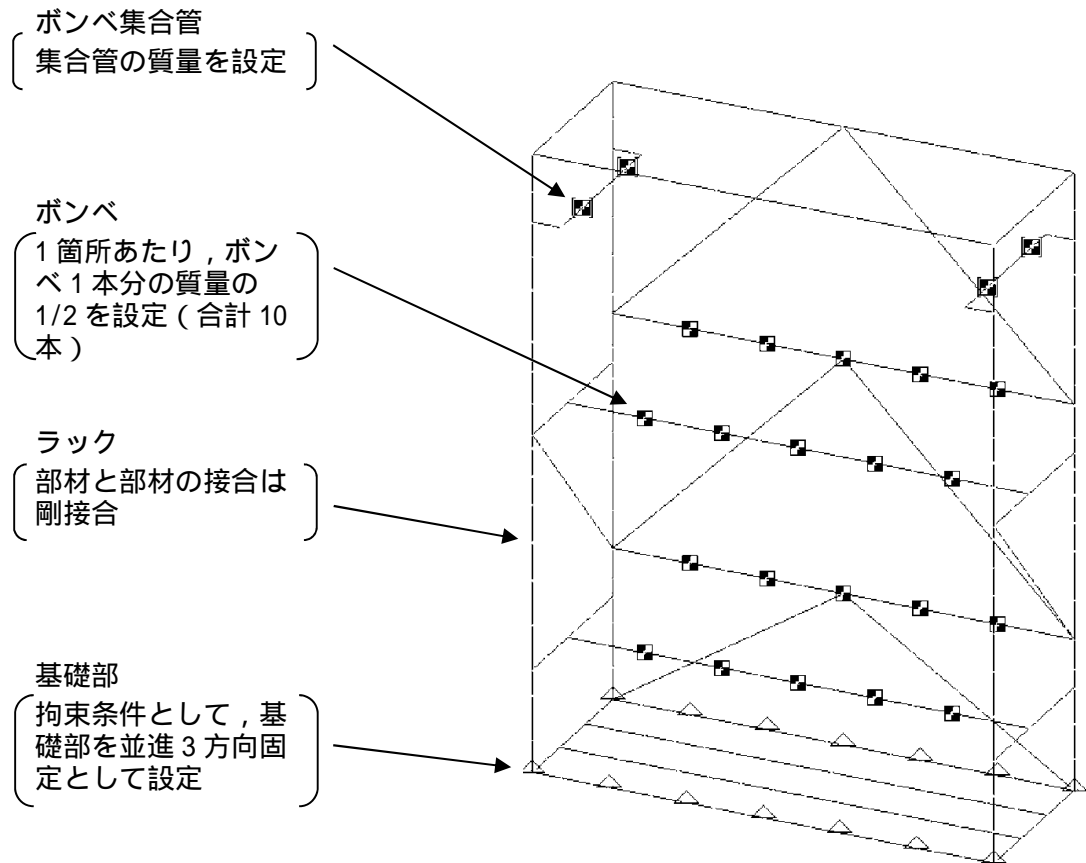 ボンベ集合管
集合管の質量を設定
ボンベ
1 箇所あたり，ボン
ベ 1 本分の質量の
1/2 を設定（合計 10
本）
ラック
部材と部材の接合は
剛接合
基礎部
拘束条件として，基
礎部を並進 3 方向固
定として設定